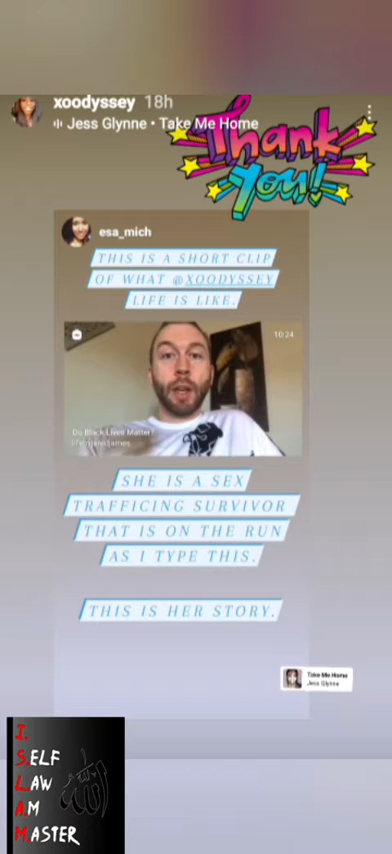 xoodyssey 18h
Jess Glynne • Take Me Home
Thank
You!
esa_mich
THIS IS A SHORT CLIP
OF WHAT @XOODYSSEY
LIFE IS LIKE.
10:24
Do Black Lives Matter?
SHE IS A SEX
TRAFFICING SURVIVOR
THAT IS ON THE RUN
AS I TYPE THIS.
THIS IS HER STORY.
Take Me Home
Jess Glynne
I.
S.ELF
L.AW
A.M
M.ASTER
الله